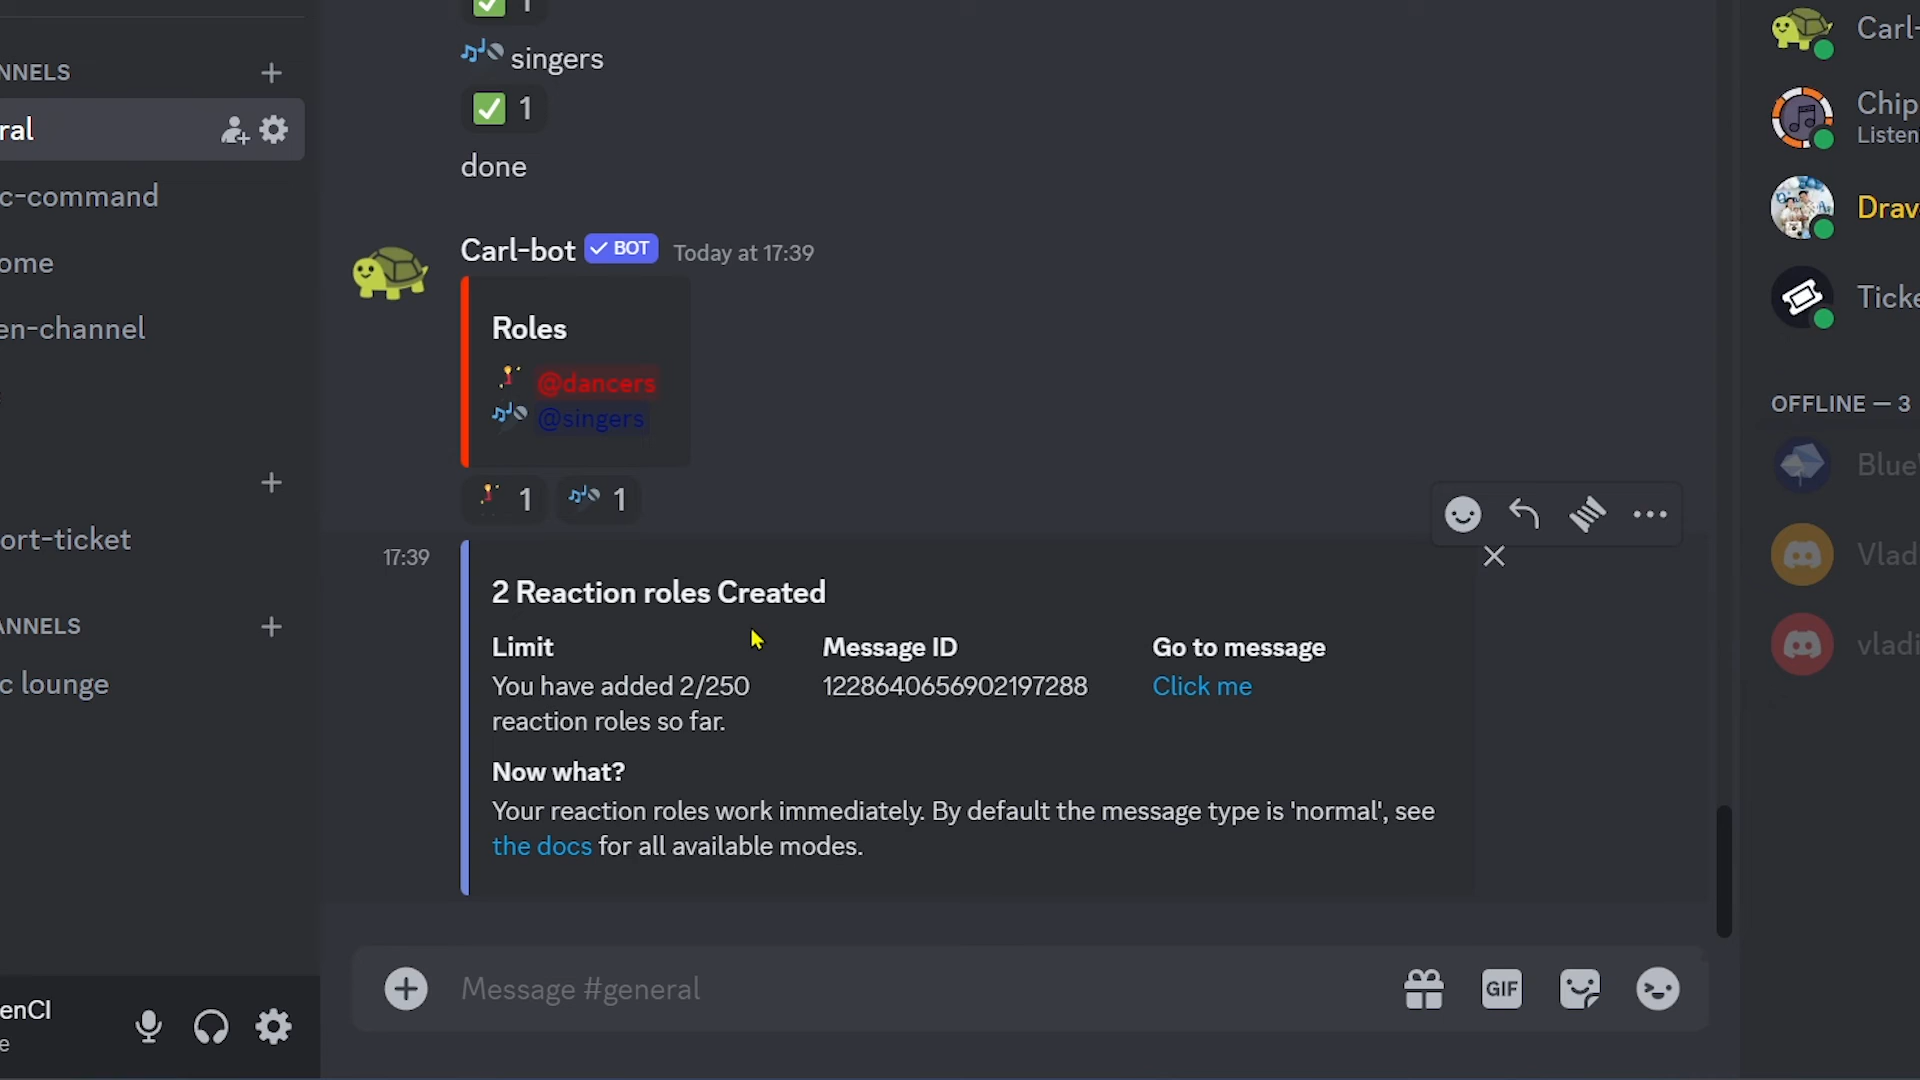 NNELS
ral
c-command
ome
en-channel
ort-ticket
ANNELS
c lounge
enCl
e
1
singers
1
done
Carl-bot BOT Today at 17:39
Roles
@dancers
@singers
1 1
17:39
2 Reaction roles Created
Limit
You have added 2/250
reaction roles so far.
Message ID
1228640656902197288
Go to message
Click me
Now what?
Your reaction roles work immediately. By default the message type is 'normal', see
the docs for all available modes.
Message #general
GIF
Carl-
Chip
Listen
Drav
Ticke
OFFLINE — 3
Blue
Vlad
vladi